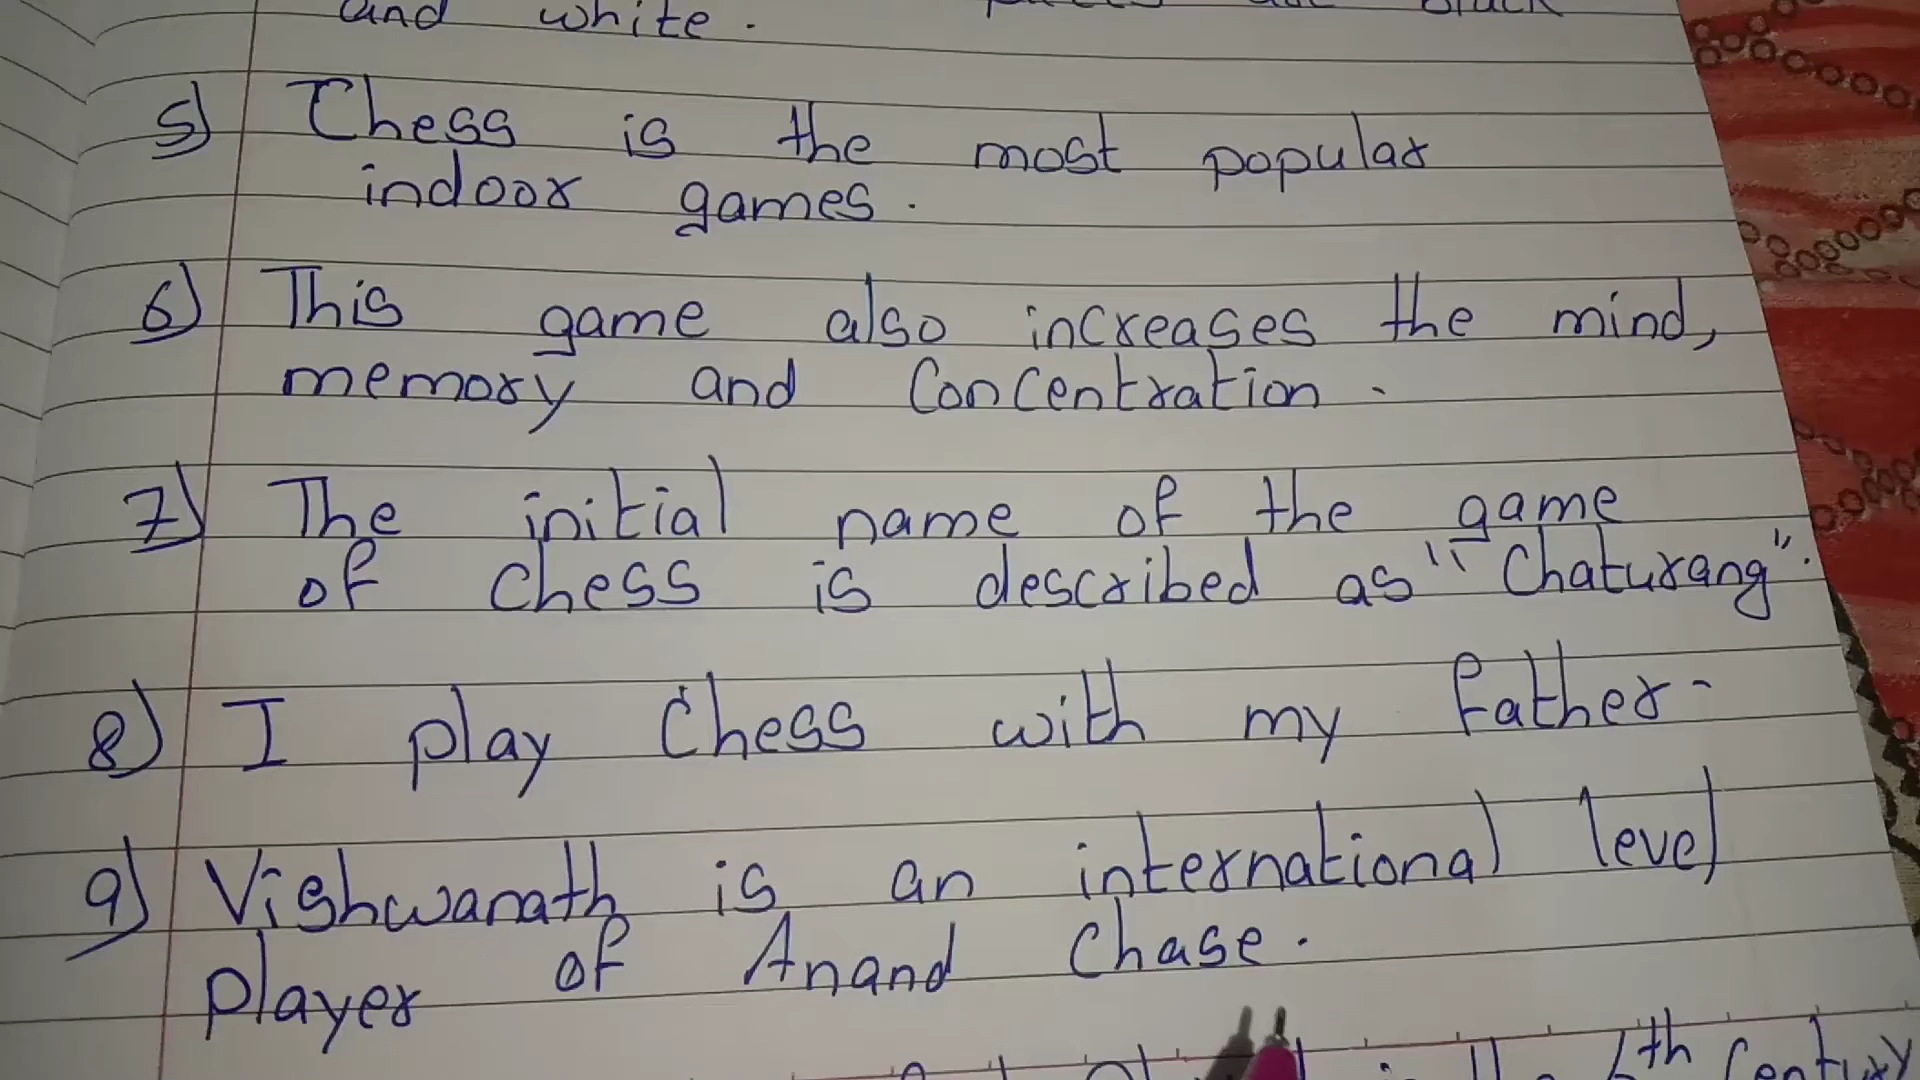 and white.
5) Chess is the most popular
indoor games.
6) This game also increases the mind,
memory and Concentration.
7) The initial name of the game
of chess is described as "Chaturang".
8) I play Chess with my father.
9) Vishwanath is an international level
player of Anand Chase.
6th Century